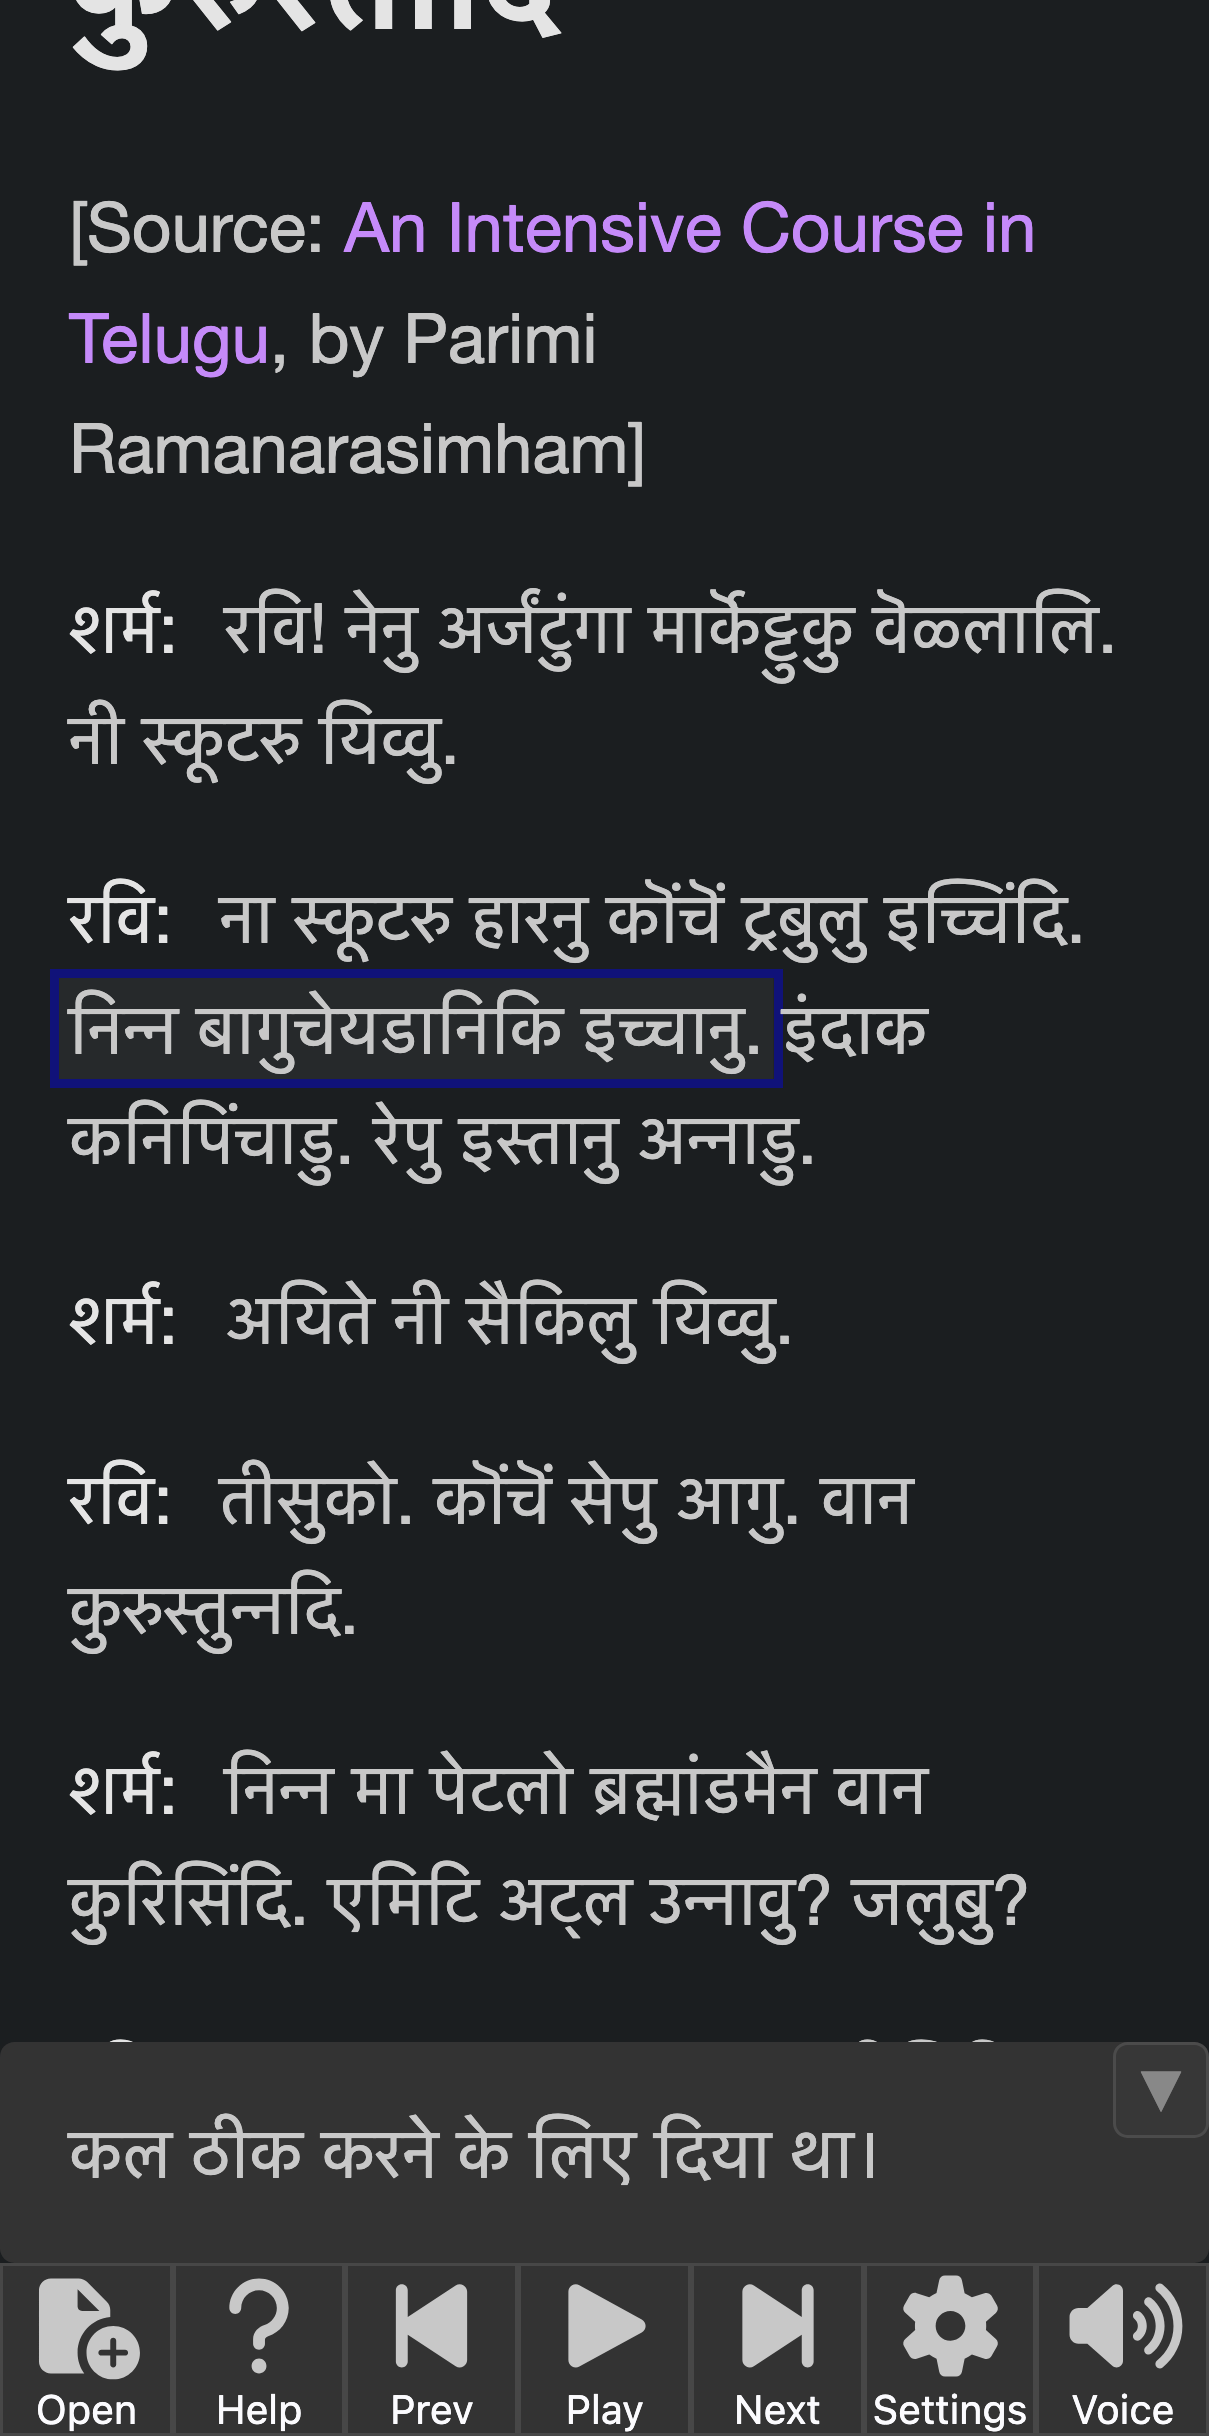 [Source: An Intensive Course in
Telugu, by Parimi
Ramanarasimham]
शर्म: रवि! नेनु अर्जंटुंगा मार्केट्टुकु वॆळ्लालि.
नी स्कूटरु यिव्वु.
रवि: ना स्कूटरु हारनु कॊंचॆं ट्रबुलु इच्चिंदि.
निन्न बागुचेयडानिकि इच्चानु. इंदाक
कनिपिंचाडु. रेपु इस्तानु अन्नाडु.
शर्म: अयिते नी सैकिलु यिव्वु.
रवि: तीसुको. कॊंचॆं सेपु आगु. वान
कुरुस्तुन्नदि.
शर्म: निन्न मा पेटलो ब्रह्मांडमैन वान
कुरिसिंदि. एमिटि अट्ल उन्नावु? जलुबु?
कल ठीक करने के लिए दिया था।
Open Help Prev Play Next Settings Voice